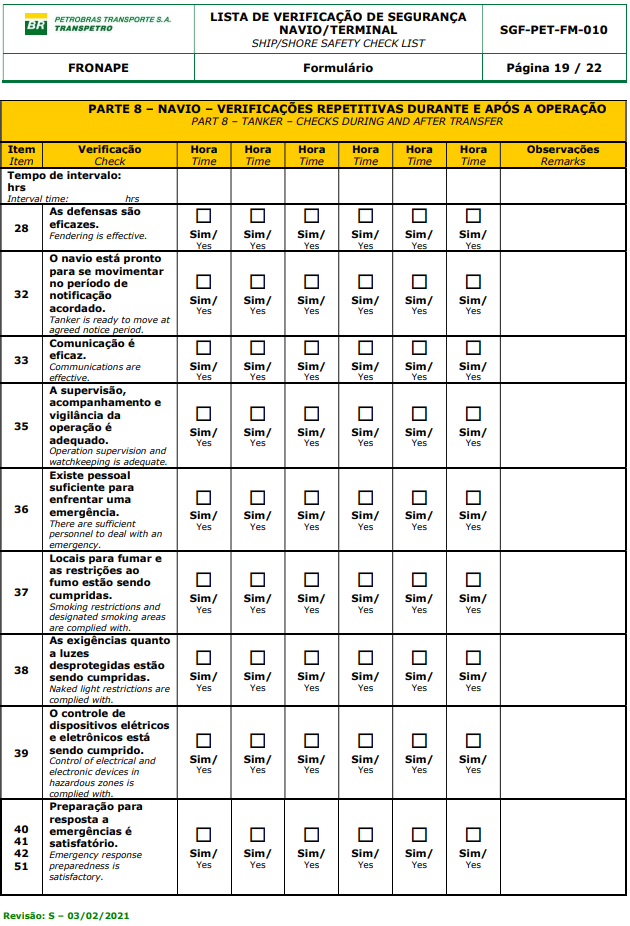 BR PETROBRAS TRANSPORTE S.A.
TRANSPETRO
LISTA DE VERIFICAÇÃO DE SEGURANÇA
NAVIO/TERMINAL
SHIP/SHORE SAFETY CHECK LIST
SGF-PET-FM-010
FRONAPE
Formulário
Página 19 / 22
PARTE 8 – NAVIO – VERIFICAÇÕES REPETITIVAS DURANTE E APÓS A OPERAÇÃO
PART 8 – TANKER – CHECKS DURING AND AFTER TRANSFER
Item Verificação Hora Hora Hora Hora Hora Hora Observações
Item Check Time Time Time Time Time Time Remarks
Tempo de intervalo:
hrs
Interval time: hrs
28
As defensas são
eficazes.
Fendering is effective.
Sim/ Sim/ Sim/ Sim/ Sim/ Sim/
Yes Yes Yes Yes Yes Yes
32
O navio está pronto
para se movimentar
no período de
notificação
acordado.
Tanker is ready to move at
agreed notice period.
Sim/ Sim/ Sim/ Sim/ Sim/ Sim/
Yes Yes Yes Yes Yes Yes
33
Comunicação é
eficaz.
Communications are
effective.
Sim/ Sim/ Sim/ Sim/ Sim/ Sim/
Yes Yes Yes Yes Yes Yes
35
A supervisão,
acompanhamento e
vigilância da
operação é
adequado.
Operation supervision and
watchkeeping is adequate.
Sim/ Sim/ Sim/ Sim/ Sim/ Sim/
Yes Yes Yes Yes Yes Yes
36
Existe pessoal
suficiente para
enfrentar uma
emergência.
There are sufficient
personnel to deal with an
emergency.
Sim/ Sim/ Sim/ Sim/ Sim/ Sim/
Yes Yes Yes Yes Yes Yes
37
Locais para fumar e
as restrições ao
fumo estão sendo
cumpridas.
Smoking restrictions and
designated smoking areas
are complied with.
Sim/ Sim/ Sim/ Sim/ Sim/ Sim/
Yes Yes Yes Yes Yes Yes
38
As exigências quanto
a luzes
desprotegidas estão
sendo cumpridas.
Naked light restrictions are
complied with.
Sim/ Sim/ Sim/ Sim/ Sim/ Sim/
Yes Yes Yes Yes Yes Yes
39
O controle de
dispositivos elétricos
e eletrônicos está
sendo cumprido.
Control of electrical and
electronic devices in
hazardous zones is
complied with.
Sim/ Sim/ Sim/ Sim/ Sim/ Sim/
Yes Yes Yes Yes Yes Yes
40
41
42
51
Preparação para
resposta a
emergências é
satisfatório.
Emergency response
preparedness is
satisfactory.
Sim/ Sim/ Sim/ Sim/ Sim/ Sim/
Yes Yes Yes Yes Yes Yes
Revisão: S – 03/02/2021